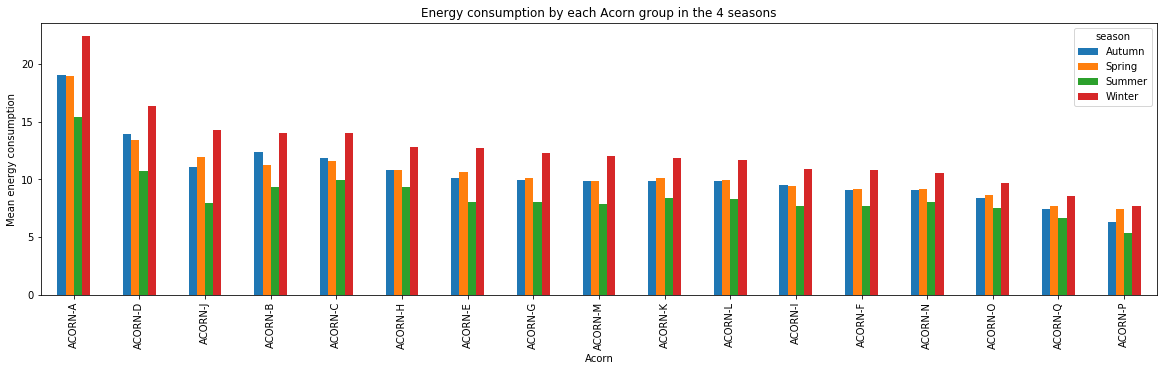 Energy consumption by each Acorn group in the 4 seasons
season
Autumn
Spring
Summer
Winter
Mean energy consumption
20
15
10
5
0
ACORN-A
ACORN-D
ACORN-J
ACORN-B
ACORN-C
ACORN-H
ACORN-E
ACORN-G
ACORN-M
ACORN-K
ACORN-L
ACORN-I
ACORN-F
ACORN-N
ACORN-O
ACORN-Q
ACORN-P
Acorn